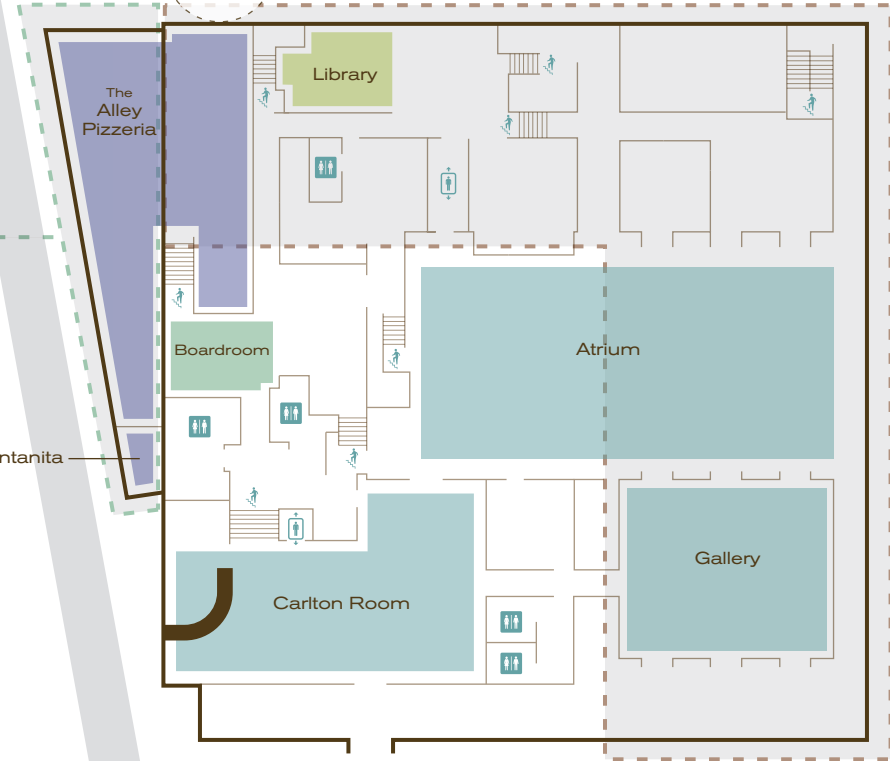 Library
The
Alley
Pizzeria
Boardroom
Atrium
ntanita
Gallery
Carlton Room